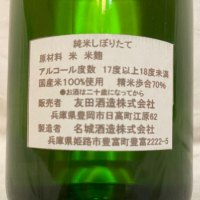 純米しぼりたて
原材料 米 米麹
アルコール度数 17度以上18度未満
国産米100%使用 精米歩合70%
●お酒は二十歳になってから
販売者 友田酒造株式会社
兵庫県豊岡市日高町江原62
製造者 名城酒造株式会社
兵庫県姫路市豊富町豊富2222-5